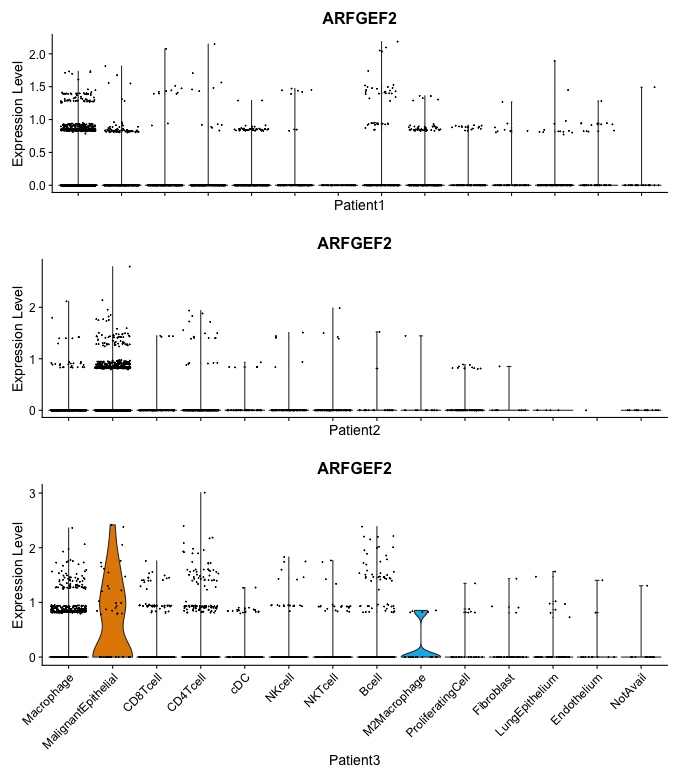 ARFGEF2
Expression Level
2.0
1.5
1.0
0.5
0.0
Patient1
ARFGEF2
Expression Level
2
1
0
Patient2
ARFGEF2
Expression Level
3
2
1
0
Macrophage
MalignantEpithelial
CD8Tcell
CD4Tcell
cDC
NKcell
NKTcell
Bcell
M2Macrophage
ProliferatingCell
Fibroblast
LungEpithelium
Endothelium
NotAvail
Patient3